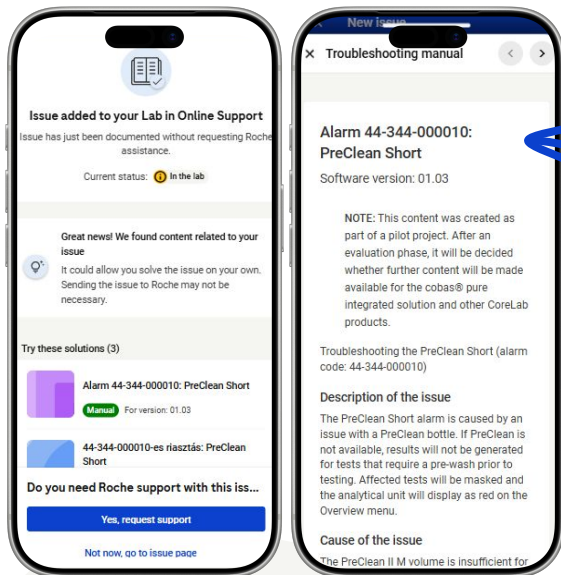 Issue added to your Lab in Online Support
Issue has just been documented without requesting Roche
assistance.
Current status: In the lab
Great news! We found content related to your
issue
It could allow you solve the issue on your own.
Sending the issue to Roche may not be
necessary.
Try these solutions (3)
Alarm 44-344-000010: PreClean Short
Manual For version: 01.03
44-344-000010-es riasztás: PreClean
Short
Do you need Roche support with this iss...
Yes, request support
Not now, go to issue page
New issue
Troubleshooting manual
Alarm 44-344-000010:
PreClean Short
Software version: 01.03
NOTE: This content was created as
part of a pilot project. After an
evaluation phase, it will be decided
whether further content will be made
available for the cobas® pure
integrated solution and other CoreLab
products.
Troubleshooting the PreClean Short (alarm
code: 44-344-000010)
Description of the issue
The PreClean Short alarm is caused by an
issue with a PreClean bottle. If PreClean is
not available, results will not be generated
for tests that require a pre-wash prior to
testing. Affected tests will be masked and
the analytical unit will display as red on the
Overview menu.
Cause of the issue
The PreClean II M volume is insufficient for